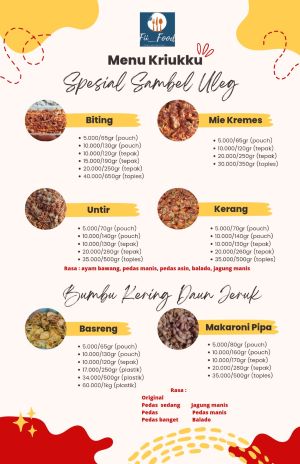 Fii_Food
Menu Kriukku
Spesial Sambel Uleg
Biting
• 5.000/65gr (pouch)
• 10.000/130gr (pouch)
• 10.000/120gr (tepak)
• 15.000/190gr (tepak)
• 20.000/250gr (tepak)
• 40.000/650gr (toples)
Mie Kremes
• 5.000/65gr (pouch)
• 10.000/120gr (tepak)
• 20.000/250gr (tepak)
• 30.000/350gr (toples)
Untir
• 5.000/70gr (pouch)
• 10.000/140gr (pouch)
• 10.000/130gr (tepak)
• 20.000/260gr (tepak)
• 35.000/500gr (toples)
Kerang
• 5.000/70gr (pouch)
• 10.000/140gr (pouch)
• 10.000/130gr (tepak)
• 20.000/260gr (tepak)
• 35.000/500gr (toples)
Rasa : ayam bawang, pedas manis, pedas asin, balado, jagung manis
Bumbu Kering Daun Jeruk
Basreng
• 5.000/65gr (pouch)
• 10.000/130gr (pouch)
• 10.000/120gr (tepak)
• 17.000/250gr (plastik)
• 34.000/500gr (plastik)
• 60.000/1kg (plastik)
Makaroni Pipa
• 5.000/80gr (pouch)
• 10.000/160gr (pouch)
• 10.000/170gr (tepak)
• 20.000/280gr (tepak)
• 35.000/500gr (toples)
Rasa :
Original
Pedas sedang jagung manis
Pedas Pedas manis
Pedas banget Balado